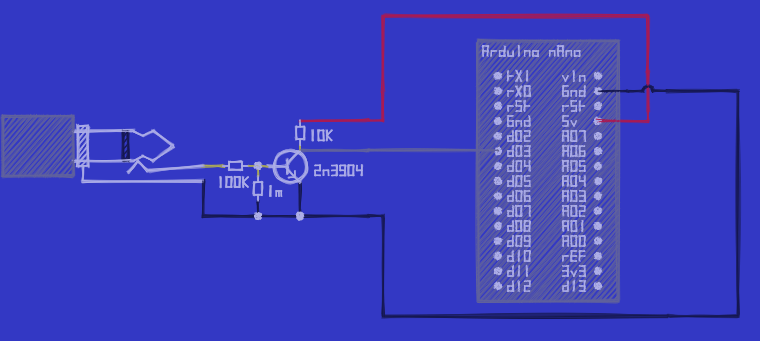 Arduino nAno
rX1 vIn
rX0 Gnd
rSt rSt
Gnd 5v
d02 A07
d03 A06
d04 A05
d05 A04
d06 A03
d07 A02
d08 A01
d09 A00
d10 rEF
d11 3v3
d12 d13
10K
2n3904
100K
1m